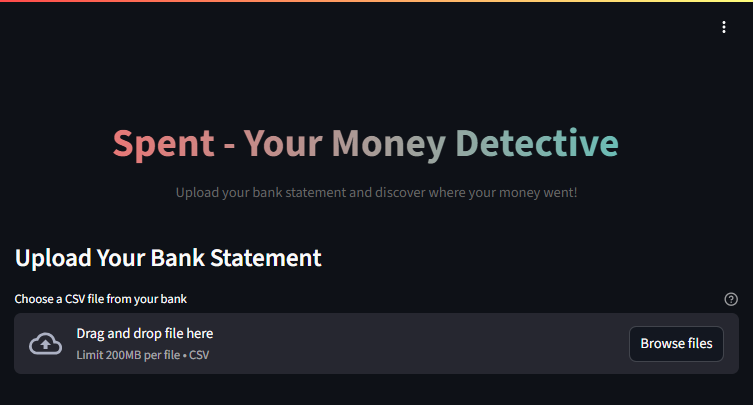 Spent - Your Money Detective
Upload your bank statement and discover where your money went!
Upload Your Bank Statement
Choose a CSV file from your bank
Drag and drop file here
Limit 200MB per file • CSV
Browse files